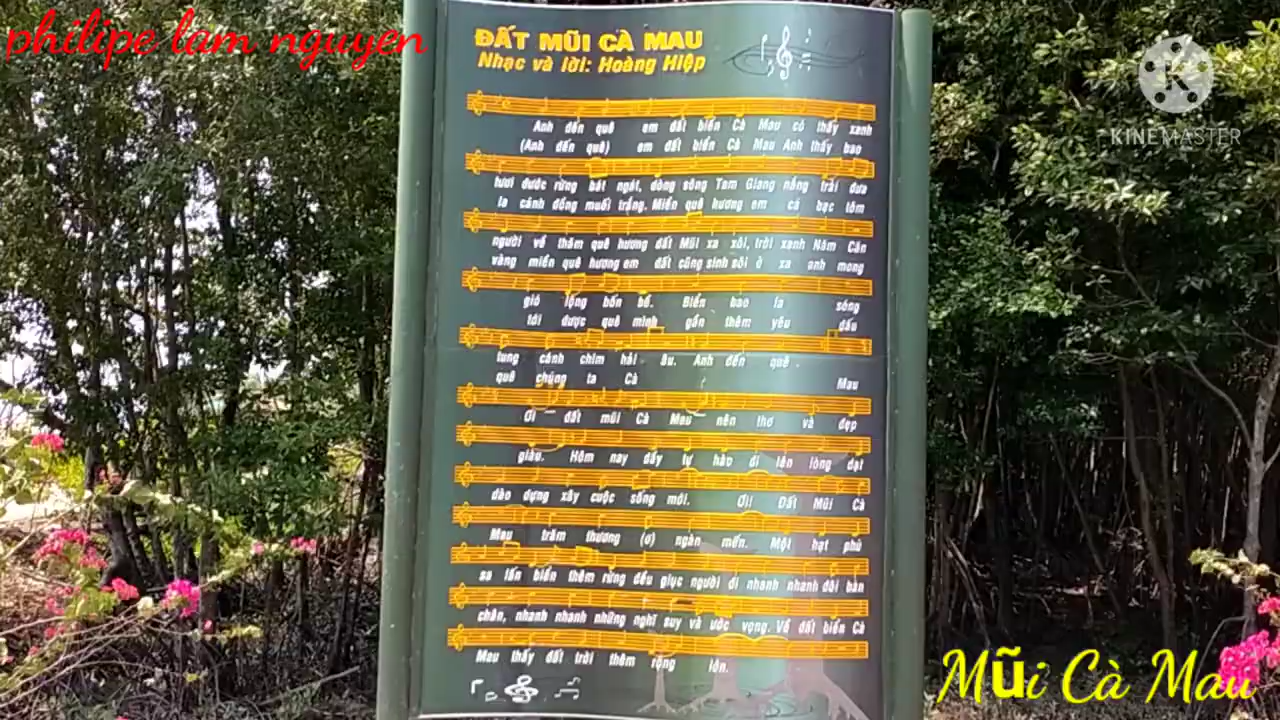 philipe lâm nguyên
KINEMASTER
ĐẤT MŨI CÀ MAU
Nhạc và lời: Hoàng Hiệp
Anh đến quê em đất biển Cà Mau có thấy xanh
(Anh đến quê) em đất biển Cà Mau Anh thấy bao
tươi đước rừng bát ngát, dòng sông Tam Giang nắng trải đưa
la cánh đồng muối trắng. Miền quê hương em cá bạc tôm
người về thăm quê hương đất Mũi xa xôi, trời xanh Năm Căn
vàng miền quê hương em đất cũng sinh sôi ở xa anh mong
gió lộng bốn bề. Biển bao la sóng
tới được quê mình gắn thêm yêu dấu
tung cánh chim hải âu. Anh đến quê
quê chúng ta Cà Mau
Ơi đất mũi Cà Mau nên thơ và đẹp
giàu. Hôm nay đầy tự hào đi lên lòng dạt
dào dựng xây cuộc sống mới. Ơi! Đất Mũi Cà
Mau trăm thương (ơ) ngàn mến. Một hạt phù
sa lấn biển thêm rừng đều giục người đi nhanh nhanh đôi bàn
chân, nhanh nhanh những nghĩ suy và ước vọng. Về đất biển Cà
Mau thấy đất trời thêm rộng lớn.
Mũi Cà Mau